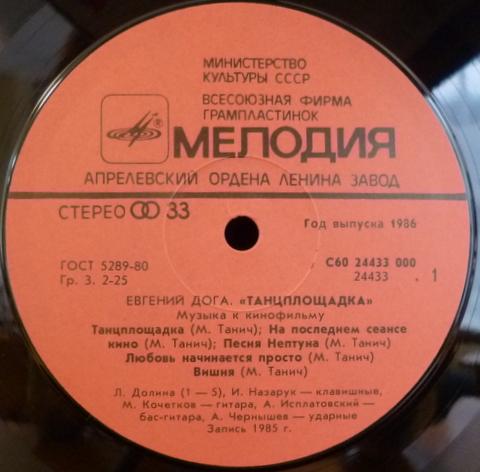 МИНИСТЕРСТВО
КУЛЬТУРЫ СССР
ВСЕСОЮЗНАЯ ФИРМА
ГРАМПЛАСТИНОК
МЕЛОДИЯ
АПРЕЛЕВСКИЙ ОРДЕНА ЛЕНИНА ЗАВОД
СТЕРЕО 33
Год выпуска 1986
ГОСТ 5289-80
С60 24433 000
Гр. 3. 2-25
24433 . 1
ЕВГЕНИЙ ДОГА. «ТАНЦПЛОЩАДКА»
Музыка к кинофильму
Танцплощадка (М. Танич); На последнем сеансе
кино (М. Танич); Песня Нептуна (М. Танич)
Любовь начинается просто (М. Танич)
Вишня (М. Танич)
Л. Долина (1 — 5), И. Назарук — клавишные,
М. Кочетков — гитара, А. Исплатовский —
бас-гитара, А. Чернышев — ударные
Запись 1985 г.